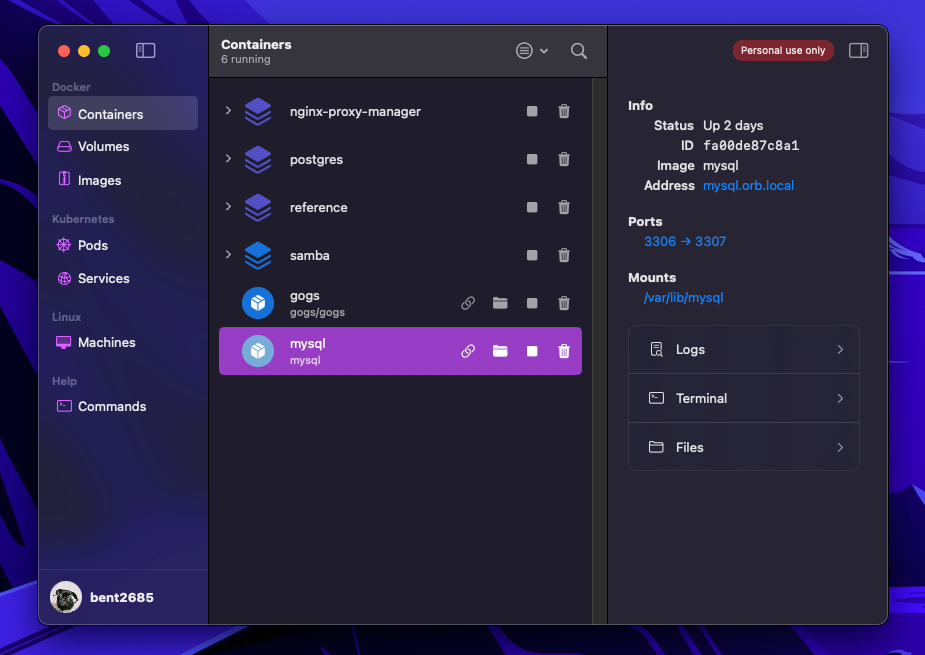 Docker
Containers
Volumes
Images
Kubernetes
Pods
Services
Linux
Machines
Help
Commands
bent2685
Containers
6 running
nginx-proxy-manager
postgres
reference
samba
gogs
gogs/gogs
mysql
mysql
Personal use only
Info
Status Up 2 days
ID fa00de87c8a1
Image mysql
Address mysql.orb.local
Ports
3306 → 3307
Mounts
/var/lib/mysql
Logs
Terminal
Files